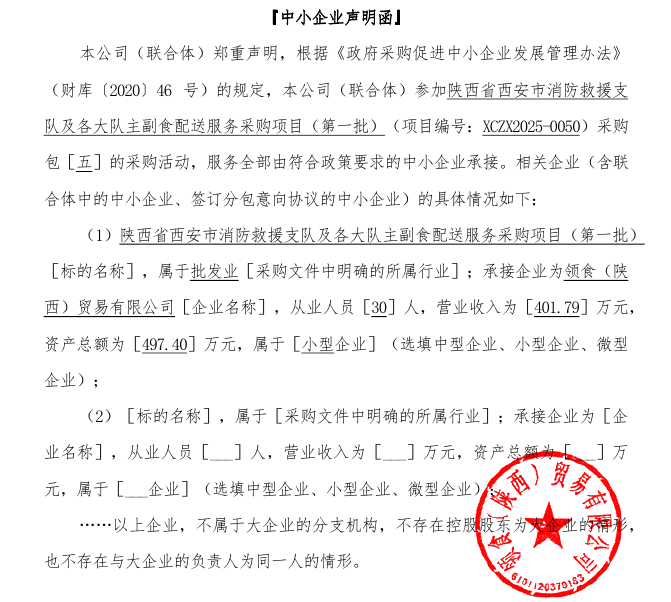 『中小企业声明函』
本公司（联合体）郑重声明，根据《政府采购促进中小企业发展管理办法》
（财库〔2020〕46 号）的规定，本公司（联合体）参加陕西省西安市消防救援支
队及各大队主副食配送服务采购项目（第一批）（项目编号：XCZX2025-0050）采购
包［五］的采购活动，服务全部由符合政策要求的中小企业承接。相关企业（含联
合体中的中小企业、签订分包意向协议的中小企业）的具体情况如下：
（1）陕西省西安市消防救援支队及各大队主副食配送服务采购项目（第一批）
［标的名称］，属于批发业［采购文件中明确的所属行业］；承接企业为领食（陕
西）贸易有限公司［企业名称］，从业人员［30］人，营业收入为［401.79］万元，
资产总额为［497.40］万元，属于［小型企业］（选填中型企业、小型企业、微型
企业）；
（2）［标的名称］，属于［采购文件中明确的所属行业］；承接企业为［企
业名称］，从业人员［___］人，营业收入为［___］万元，资产总额为［___］万
元，属于［___企业］（选填中型企业、小型企业、微型企业）；
……以上企业，不属于大企业的分支机构，不存在控股股东为大企业的情形，
也不存在与大企业的负责人为同一人的情形。
领食（陕西）贸易有限公司
6101120379183